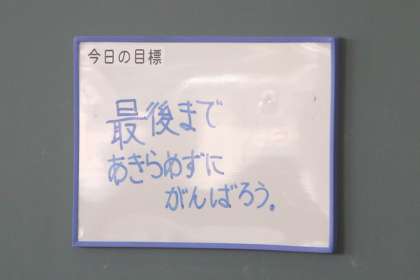 今日の目標
最後まで
あきらめずに
がんばろう。